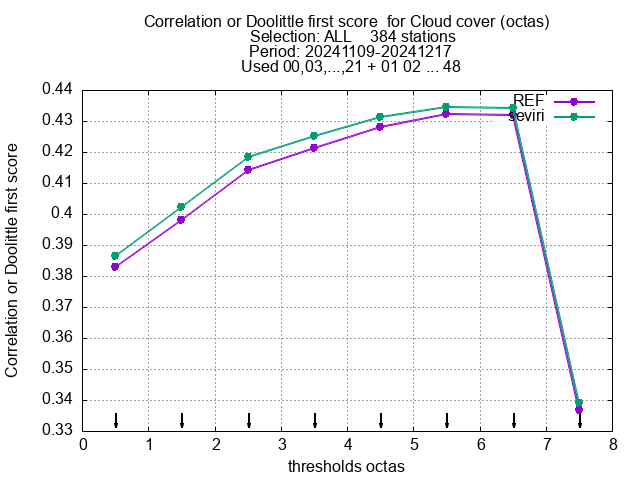 Correlation or Doolittle first score  for Cloud cover (octas)
Selection: ALL    384 stations
Period: 20241109-20241217
Used 00,03,...,21 + 01 02 ... 48
REF
seviri
Correlation or Doolittle first score
0.44
0.43
0.42
0.41
0.4
0.39
0.38
0.37
0.36
0.35
0.34
0.33
0 1 2 3 4 5 6 7 8
thresholds octas